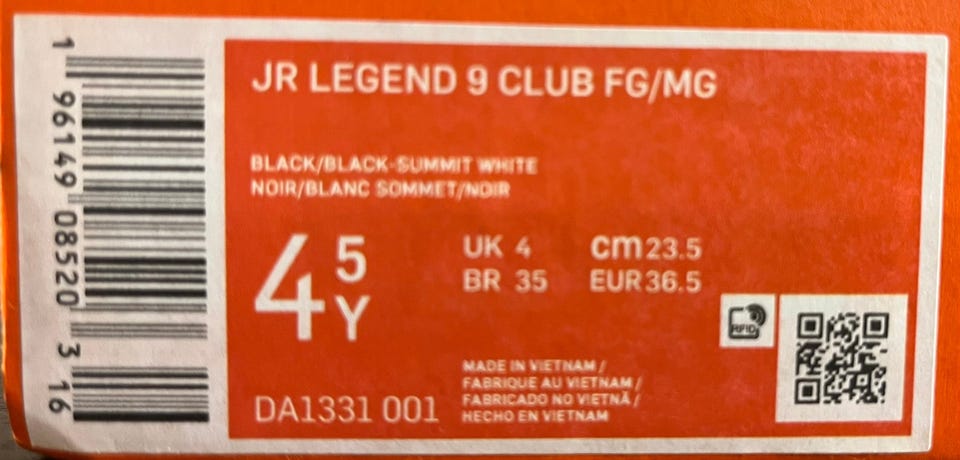 1 96149 08520 3 16
JR LEGEND 9 CLUB FG/MG
BLACK/BLACK-SUMMIT WHITE
NOIR/BLANC SOMMET/NOIR
4 5 Y
UK 4 cm 23.5
BR 35 EUR 36.5
RFID
MADE IN VIETNAM /
FABRIQUE AU VIETNAM /
FABRICADO NO VIETNÃ /
HECHO EN VIETNAM
DA1331 001